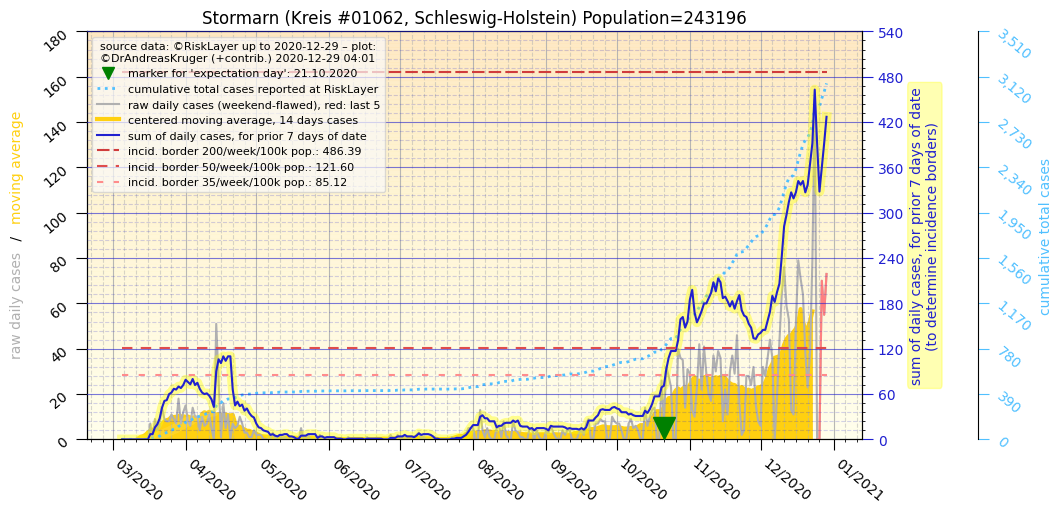 Stormarn (Kreis #01062, Schleswig-Holstein) Population=243196
source data: ©RiskLayer up to 2020-12-29 – plot:
©DrAndreasKruger (+contrib.) 2020-12-29 04:01
marker for 'expectation day': 21.10.2020
cumulative total cases reported at RiskLayer
raw daily cases (weekend-flawed), red: last 5
centered moving average, 14 days cases
sum of daily cases, for prior 7 days of date
incid. border 200/week/100k pop.: 486.39
incid. border 50/week/100k pop.: 121.60
incid. border 35/week/100k pop.: 85.12
raw daily cases / moving average
180
160
140
120
100
80
60
40
20
0
03/2020
04/2020
05/2020
06/2020
07/2020
08/2020
09/2020
10/2020
11/2020
12/2020
01/2021
540
480
420
360
300
240
180
120
60
0
sum of daily cases, for prior 7 days of date
(to determine incidence borders)
3,510
3,120
2,730
2,340
1,950
1,560
1,170
780
390
0
cumulative total cases